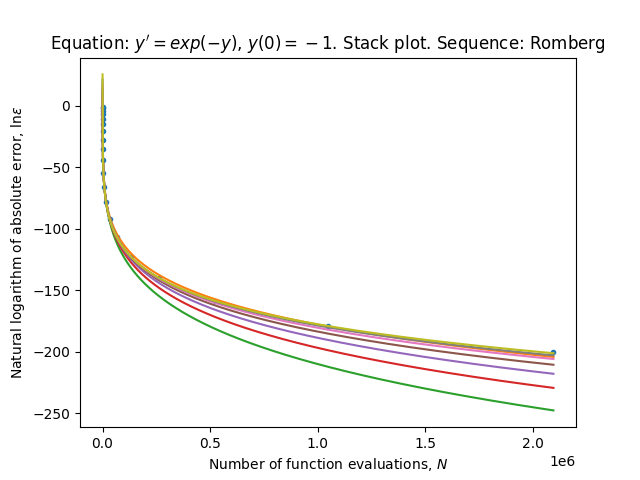 Equation: y′ = exp(−y), y(0) = −1. Stack plot. Sequence: Romberg
Natural logarithm of absolute error, lnε
0
−50
−100
−150
−200
−250
0.0
0.5
1.0
1.5
2.0
1e6
Number of function evaluations, N